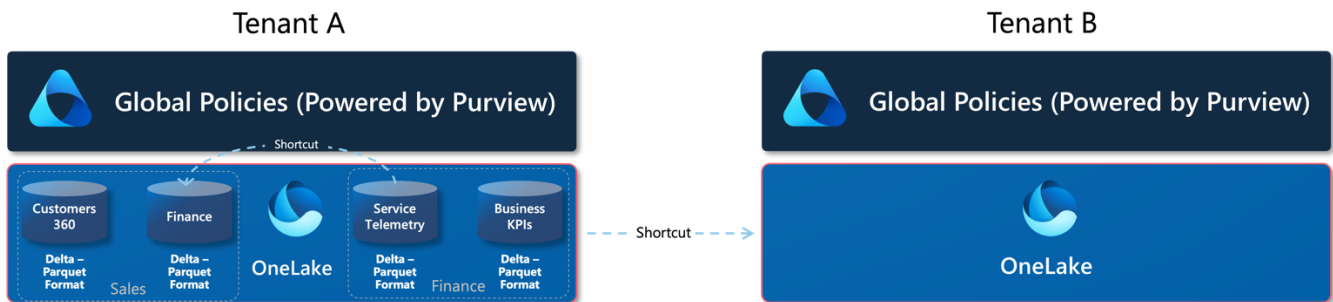 Tenant A
Tenant B
Global Policies (Powered by Purview)
Global Policies (Powered by Purview)
Shortcut
Customers
360
Finance
Service
Telemetry
Business
KPIs
Delta –
Parquet
Format
Delta –
Parquet
Format
OneLake
Delta –
Parquet
Format
Delta –
Parquet
Format
Sales
Finance
Shortcut
OneLake